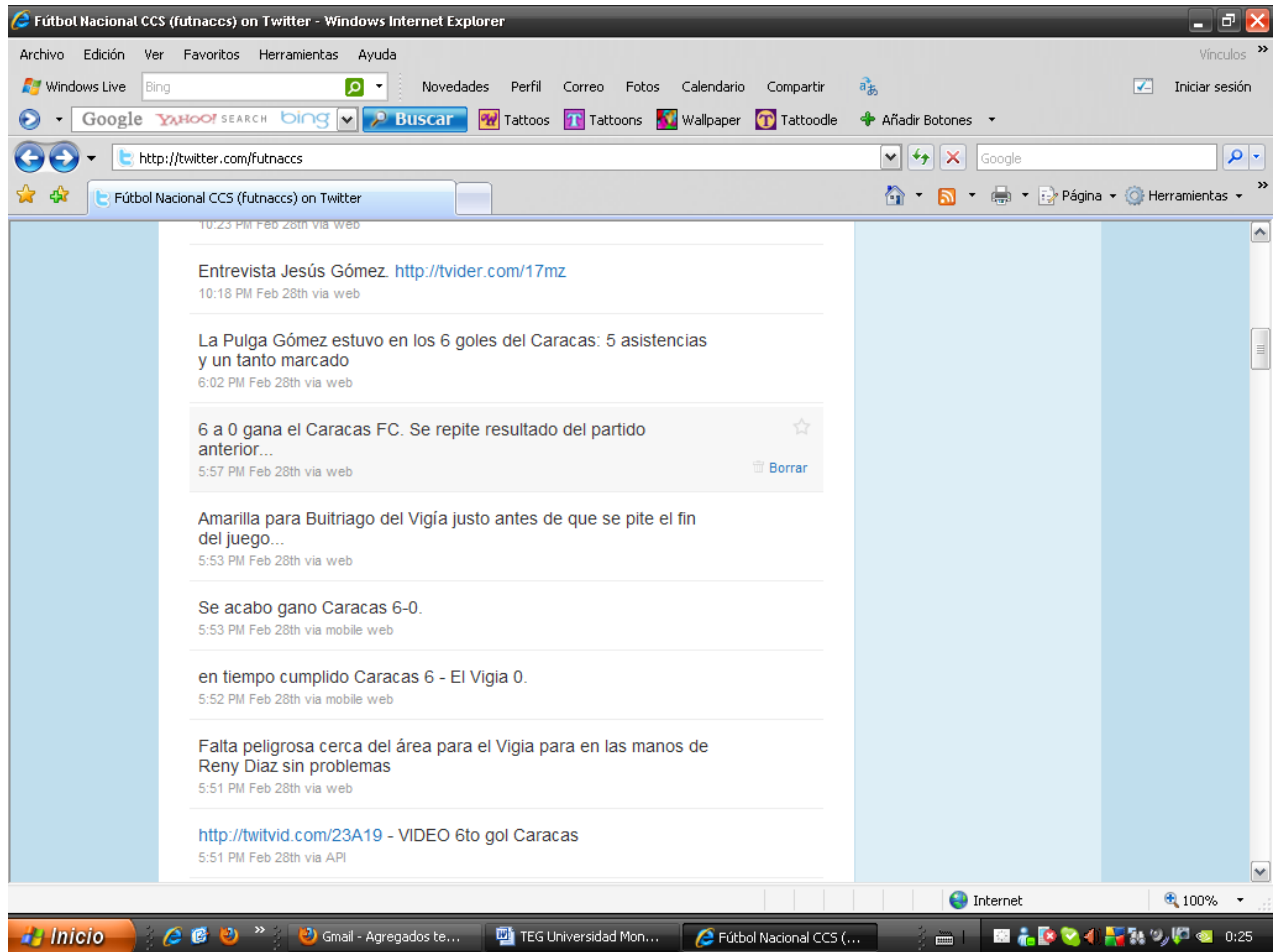 Fútbol Nacional CCS (futnaccs) on Twitter - Windows Internet Explorer
Archivo Edición Ver Favoritos Herramientas Ayuda Vínculos »
Windows Live Bing Novedades Perfil Correo Fotos Calendario Compartir Iniciar sesión
Google YAHOO! SEARCH bing Buscar Tattoos Tattoons Wallpaper Tattoodle Añadir Botones
http://twitter.com/futnaccs Google
Fútbol Nacional CCS (futnaccs) on Twitter Página Herramientas »
10:23 PM Feb 28th via web
Entrevista Jesús Gómez. http://tvider.com/17mz
10:18 PM Feb 28th via web
La Pulga Gómez estuvo en los 6 goles del Caracas: 5 asistencias
y un tanto marcado
6:02 PM Feb 28th via web
6 a 0 gana el Caracas FC. Se repite resultado del partido
anterior...
5:57 PM Feb 28th via web Borrar
Amarilla para Buitriago del Vigía justo antes de que se pite el fin
del juego...
5:53 PM Feb 28th via web
Se acabo gano Caracas 6-0.
5:53 PM Feb 28th via mobile web
en tiempo cumplido Caracas 6 - El Vigia 0.
5:52 PM Feb 28th via mobile web
Falta peligrosa cerca del área para el Vigia para en las manos de
Reny Diaz sin problemas
5:51 PM Feb 28th via web
http://twitvid.com/23A19 - VIDEO 6to gol Caracas
5:51 PM Feb 28th via API
Internet 100%
Inicio » Gmail - Agregados te... TEG Universidad Mon... Fútbol Nacional CCS (... 0:25